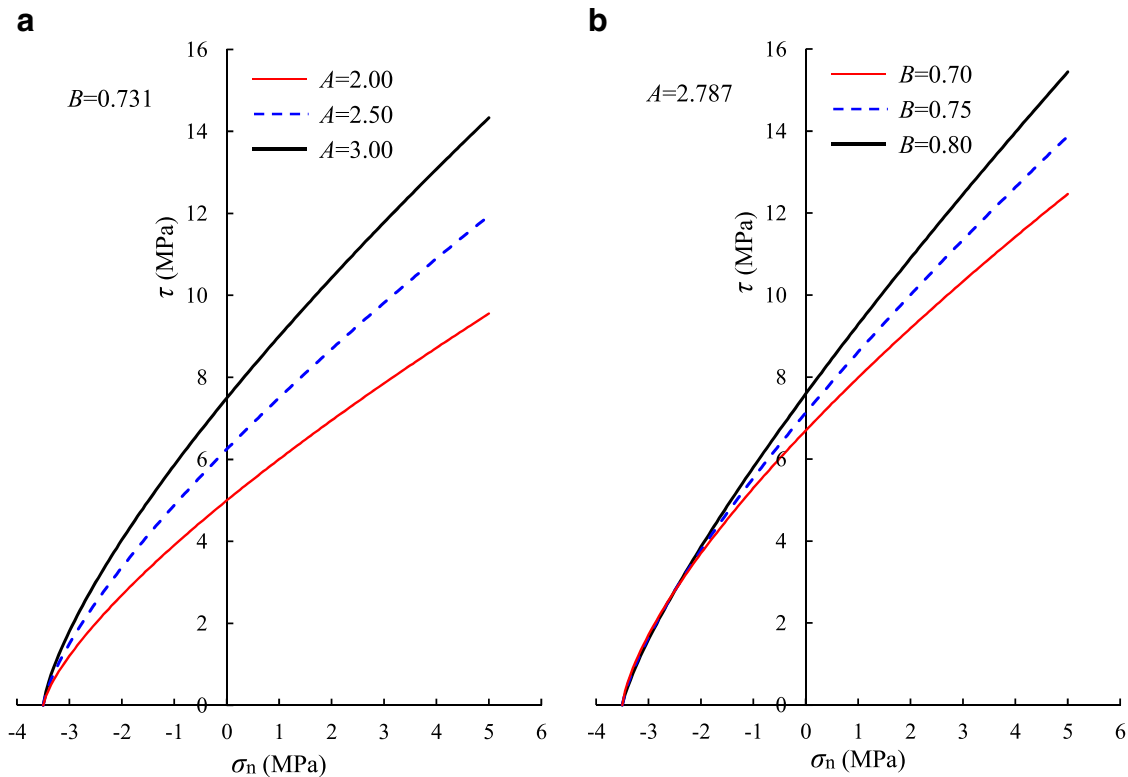 a
B=0.731
A=2.00
A=2.50
A=3.00
τ (MPa)
16
14
12
10
8
6
4
2
0
-4 -3 -2 -1 0 1 2 3 4 5 6
σn (MPa)
b
A=2.787
B=0.70
B=0.75
B=0.80
τ (MPa)
16
14
12
10
8
6
4
2
0
-4 -3 -2 -1 0 1 2 3 4 5 6
σn (MPa)